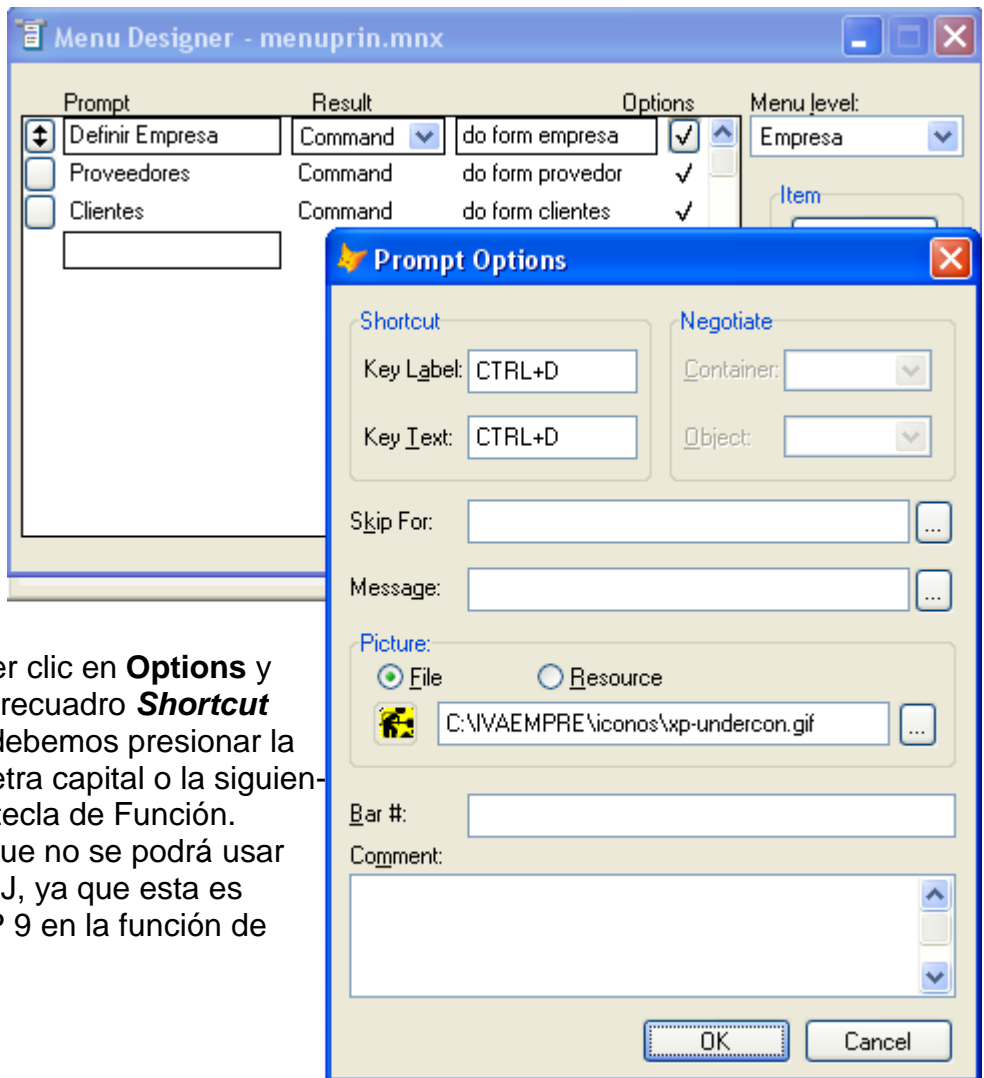 Menu Designer - menuprin.mnx
Prompt Result Options Menu level:
Definir Empresa Command do form empresa Empresa
Proveedores Command do form provedor
Clientes Command do form clientes
Item
Prompt Options
Shortcut Negotiate
Key Label: CTRL+D Container:
Key Text: CTRL+D Object:
Skip For: ...
Message: ...
Picture:
File Resource
C:\IVAEMPRE\iconos\xp-undercon.gif ...
Bar #:
Comment:
OK Cancel
er clic en Options y
recuadro Shortcut
debemos presionar la
etra capital o la siguien-
tecla de Función.
ue no se podrá usar
J, ya que esta es
P 9 en la función de